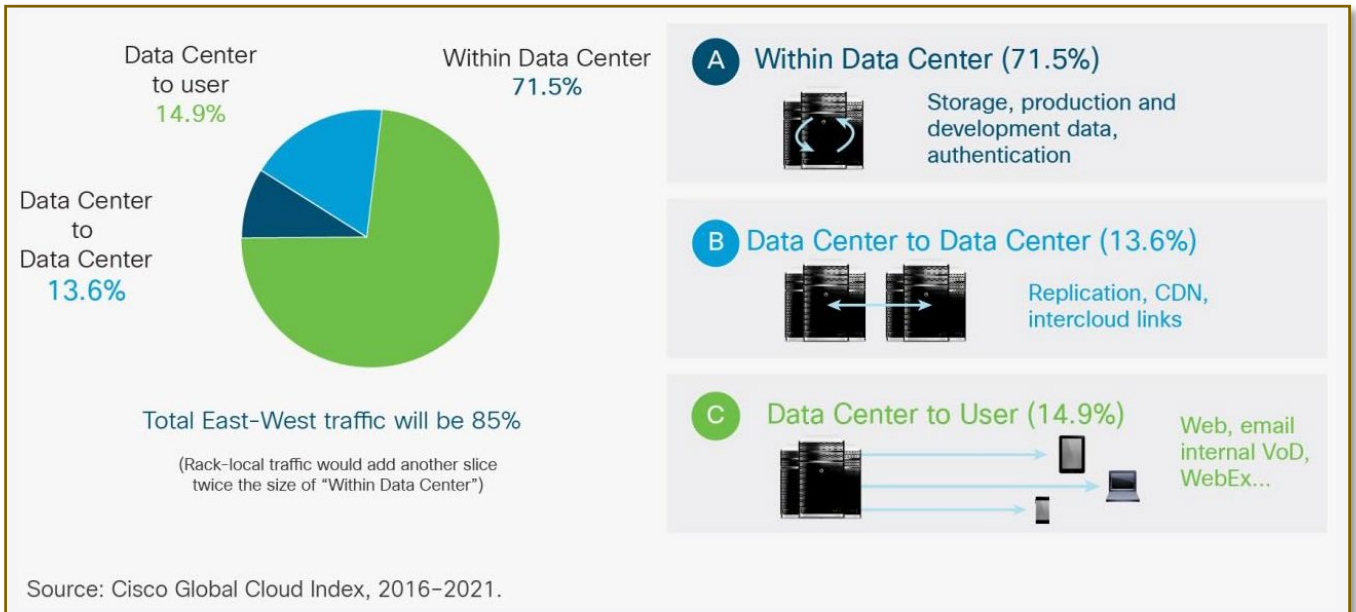 Data Center
to user
14.9%
Within Data Center
71.5%
Data Center
to
Data Center
13.6%
Total East-West traffic will be 85%
(Rack-local traffic would add another slice
twice the size of “Within Data Center”)
A Within Data Center (71.5%)
Storage, production and
development data,
authentication
B Data Center to Data Center (13.6%)
Replication, CDN,
intercloud links
C Data Center to User (14.9%)
Web, email
internal VoD,
WebEx...
Source: Cisco Global Cloud Index, 2016–2021.